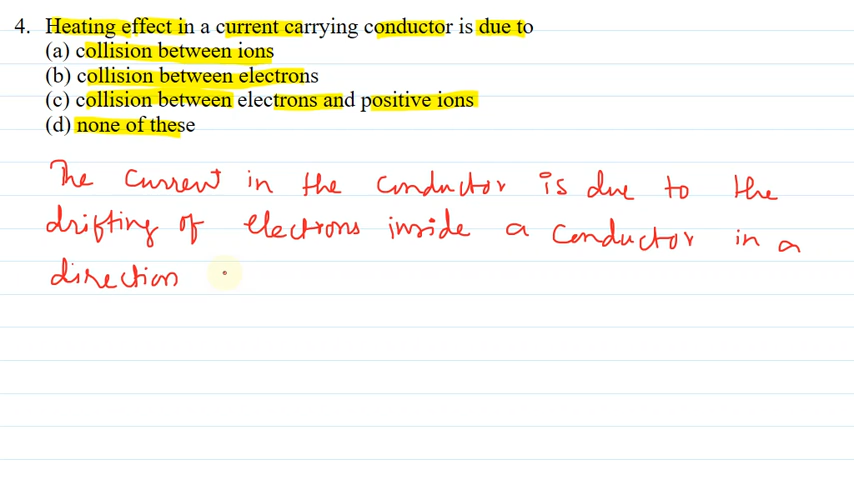 4. Heating effect in a current carrying conductor is due to
(a) collision between ions
(b) collision between electrons
(c) collision between electrons and positive ions
(d) none of these
The current in the conductor is due to the
drifting of electrons inside a conductor in a
direction